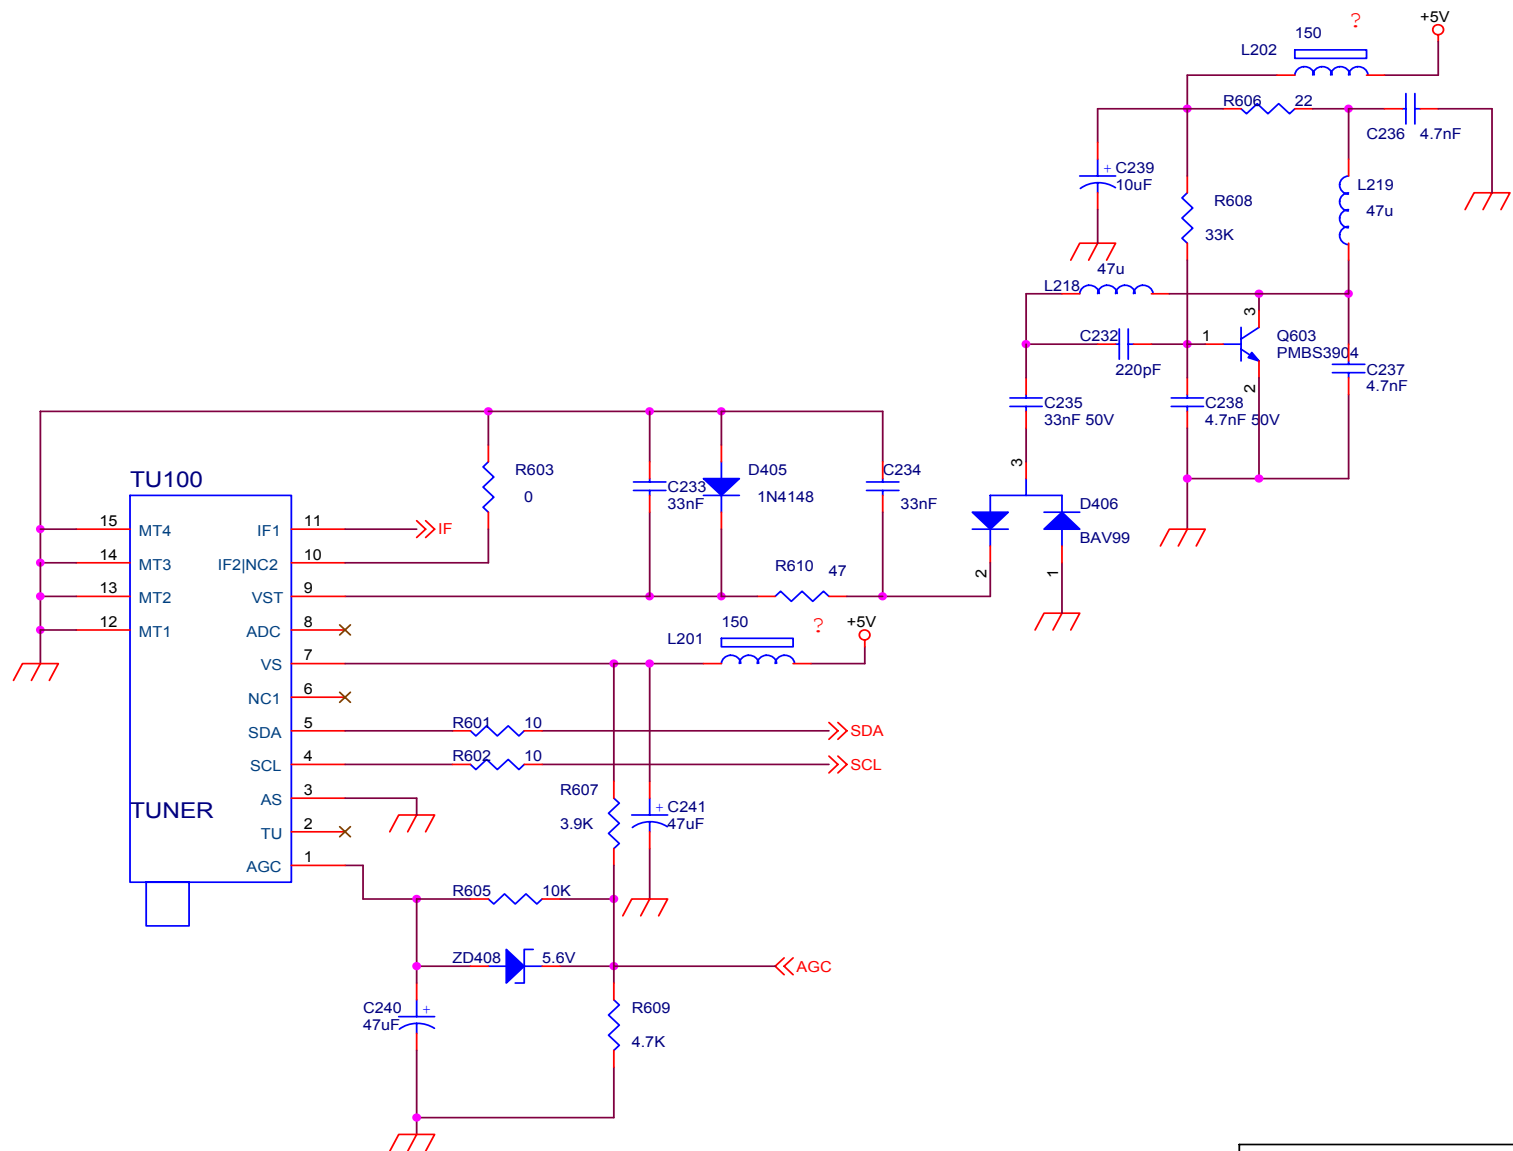 150
?
+5V
L202
R606
22
C236
4.7nF
+
C239
10uF
L219
47u
R608
33K
47u
L218
3
C232
1
Q603
PMBS3904
220pF
2
C237
4.7nF
C235
33nF 50V
C238
4.7nF 50V
3
TU100
R603
0
C233
33nF
D405
1N4148
C234
33nF
D406
BAV99
2
1
15
MT4
IF1
11
IF
14
MT3
IF2|NC2
10
R610
47
13
MT2
VST
9
12
MT1
ADC
8
150
?
+5V
L201
VS
7
NC1
6
SDA
5
R601
10
SDA
SCL
4
R602
10
SCL
AS
3
R607
3.9K
+
C241
47uF
TUNER
TU
2
AGC
1
R605
10K
ZD408
5.6V
AGC
C240
+
47uF
R609
4.7K